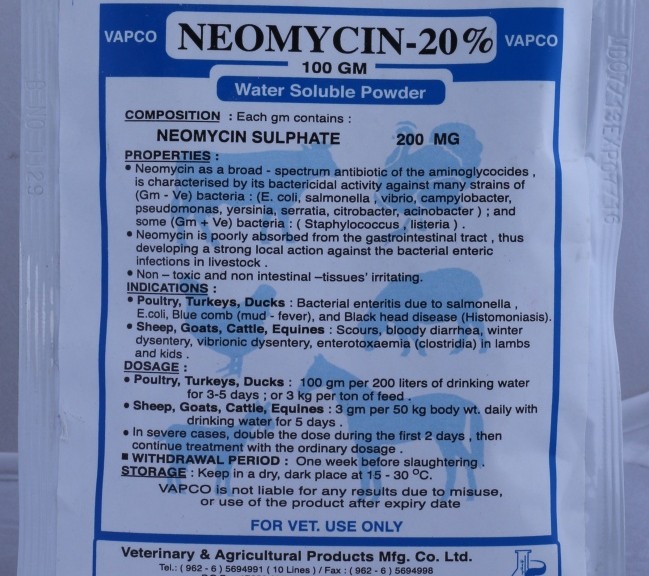 VAPCO NEOMYCIN-20% VAPCO
100 GM
Water Soluble Powder
COMPOSITION : Each gm contains :
NEOMYCIN SULPHATE 200 MG
PROPERTIES :
• Neomycin as a broad - spectrum antibiotic of the aminoglycocides ,
is characterised by its bactericidal activity against many strains of
(Gm - Ve) bacteria : (E. coli, salmonella , vibrio, campylobacter,
pseudomonas, yersinia, serratia, citrobacter, acinobacter ) ; and
some (Gm + Ve) bacteria : ( Staphylococcus , listeria ) .
• Neomycin is poorly absorbed from the gastrointestinal tract , thus
developing a strong local action against the bacterial enteric
infections in livestock .
• Non – toxic and non intestinal –tissues' irritating.
INDICATIONS :
• Poultry, Turkeys, Ducks : Bacterial enteritis due to salmonella ,
E.coli, Blue comb (mud - fever), and Black head disease (Histomoniasis).
• Sheep, Goats, Cattle, Equines : Scours, bloody diarrhea, winter
dysentery, vibrionic dysentery, enterotoxaemia (clostridia) in lambs
and kids .
DOSAGE :
• Poultry, Turkeys, Ducks : 100 gm per 200 liters of drinking water
for 3-5 days ; or 3 kg per ton of feed .
• Sheep, Goats, Cattle, Equines : 3 gm per 50 kg body wt. daily with
drinking water for 5 days .
• In severe cases, double the dose during the first 2 days , then
continue treatment with the ordinary dosage .
■ WITHDRAWAL PERIOD : One week before slaughtering .
STORAGE : Keep in a dry, dark place at 15 - 30 °C.
VAPCO is not liable for any results due to misuse,
or use of the product after expiry date
FOR VET. USE ONLY
Veterinary & Agricultural Products Mfg. Co. Ltd.
Tel.: ( 962 - 6 ) 5694991 ( 10 Lines ) / Fax : ( 962 - 6 ) 5694998